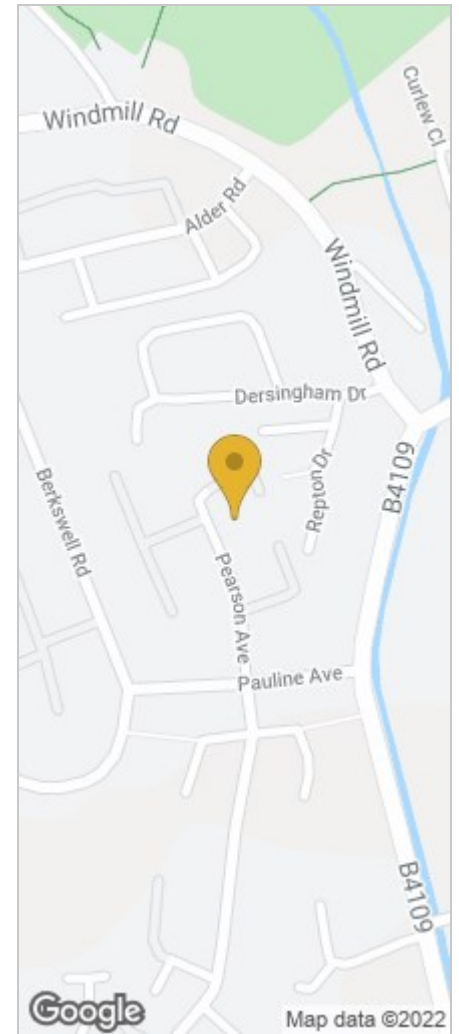 Windmill Rd
Curlew Cl
Alder Rd
Windmill Rd
Dersingham Dr
Repton Dr
B4109
Berkswell Rd
Pearson Ave
Pauline Ave
B4109
Google
Map data ©2022